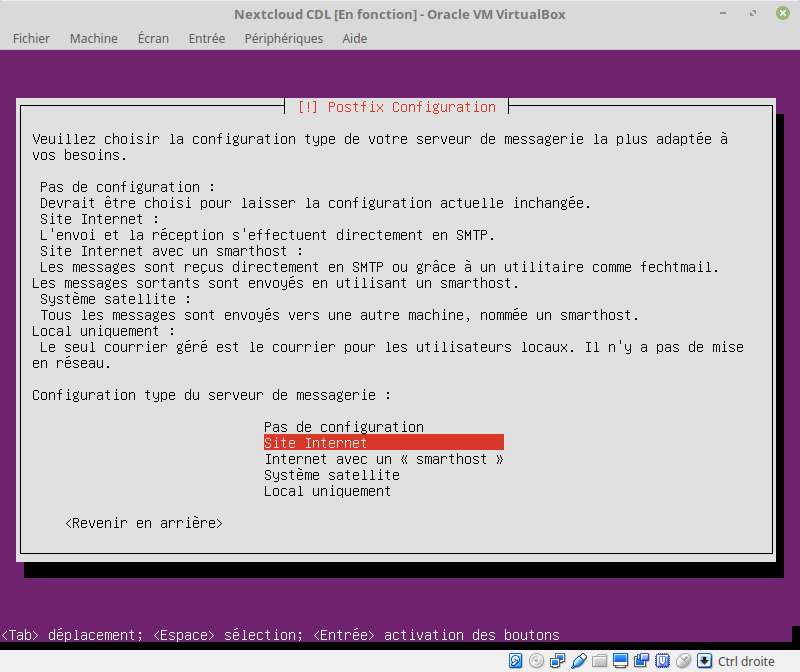 Nextcloud CDL [En fonction] - Oracle VM VirtualBox
Fichier Machine Écran Entrée Périphériques Aide
[!] Postfix Configuration
Veuillez choisir la configuration type de votre serveur de messagerie la plus adaptée à
vos besoins.
Pas de configuration :
Devrait être choisi pour laisser la configuration actuelle inchangée.
Site Internet :
L'envoi et la réception s'effectuent directement en SMTP.
Site Internet avec un smarthost :
Les messages sont reçus directement en SMTP ou grâce à un utilitaire comme fechtmail.
Les messages sortants sont envoyés en utilisant un smarthost.
Système satellite :
Tous les messages sont envoyés vers une autre machine, nommée un smarthost.
Local uniquement :
Le seul courrier géré est le courrier pour les utilisateurs locaux. Il n'y a pas de mise
en réseau.
Configuration type du serveur de messagerie :
Pas de configuration
Site Internet
Internet avec un « smarthost »
Système satellite
Local uniquement
<Revenir en arrière>
<Tab> déplacement; <Espace> sélection; <Entrée> activation des boutons
Ctrl droite